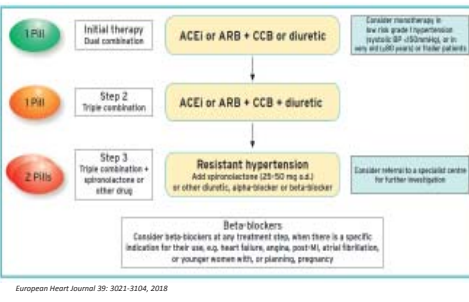 1 Pill
Initial therapy
Dual combination
ACEi or ARB + CCB or diuretic
Consider monotherapy in
low risk grade I hypertension
(systolic BP <150mmHg), or in
very old (≥80 years) or frailer patients
1 Pill
Step 2
Triple combination
ACEi or ARB + CCB + diuretic
2 Pills
Step 3
Triple combination +
spironolactone or
other drug
Resistant hypertension
Add spironolactone (25–50 mg o.d.)
or other diuretic, alpha-blocker or beta-blocker
Consider referral to a specialist centre
for further investigation
Beta-blockers
Consider beta-blockers at any treatment step, when there is a specific
indication for their use, e.g. heart failure, angina, post-MI, atrial fibrillation,
or younger women with, or planning, pregnancy
European Heart Journal 39: 3021-3104, 2018